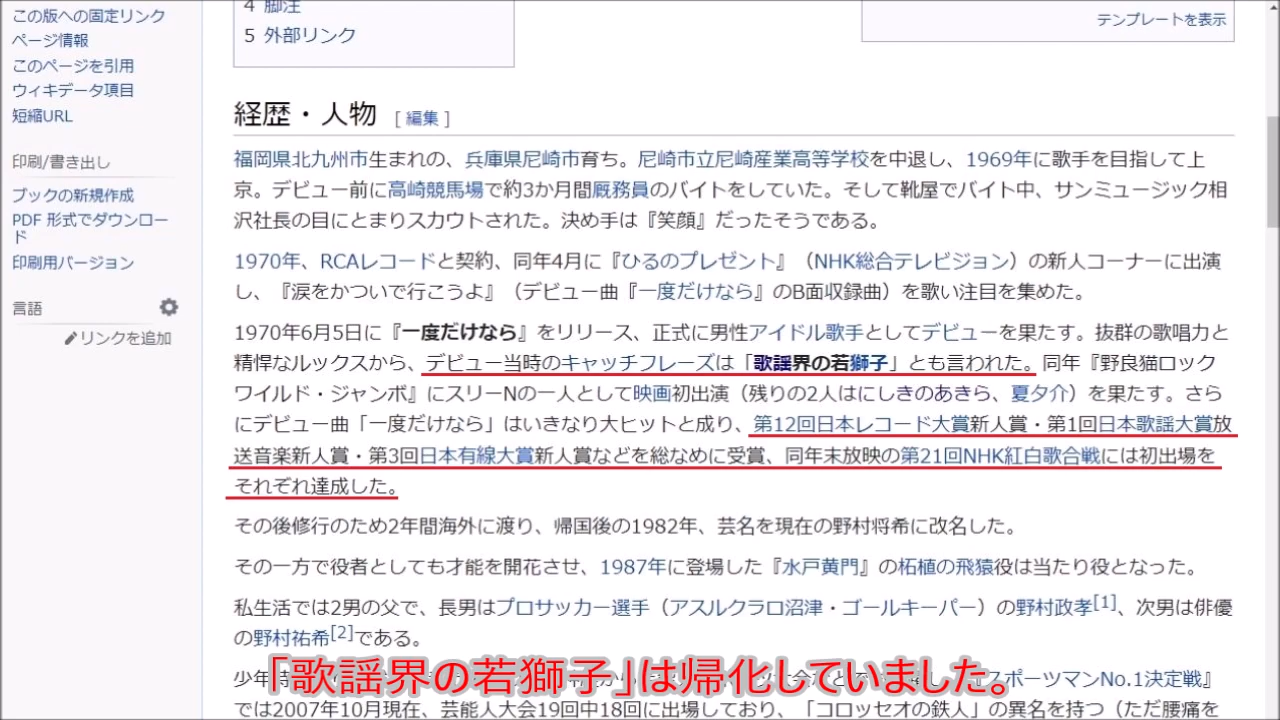 この版への固定リンク
ページ情報
このページを引用
ウィキデータ項目
短縮URL
印刷/書き出し
ブックの新規作成
PDF 形式でダウンロー
ド
印刷用バージョン
言語
リンクを追加
4 脚注
5 外部リンク
テンプレートを表示
経歴・人物 [ 編集 ]
福岡県北九州市生まれの、兵庫県尼崎市育ち。尼崎市立尼崎産業高等学校を中退し、1969年に歌手を目指して上
京。デビュー前に高崎競馬場で約3か月間厩務員のバイトをしていた。そして靴屋でバイト中、サンミュージック相
沢社長の目にとまりスカウトされた。決め手は『笑顔』だったそうである。
1970年、RCAレコードと契約、同年4月に『ひるのプレゼント』（NHK総合テレビジョン）の新人コーナーに出演
し、『涙をかついで行こうよ』（デビュー曲『一度だけなら』のB面収録曲）を歌い注目を集めた。
1970年6月5日に『一度だけなら』をリリース、正式に男性アイドル歌手としてデビューを果たす。抜群の歌唱力と
精悍なルックスから、デビュー当時のキャッチフレーズは「歌謡界の若獅子」とも言われた。同年『野良猫ロック
ワイルド・ジャンボ』にスリーNの一人として映画初出演（残りの2人はにしきのあきら、夏夕介）を果たす。さら
にデビュー曲「一度だけなら」はいきなり大ヒットと成り、第12回日本レコード大賞新人賞・第1回日本歌謡大賞放
送音楽新人賞・第3回日本有線大賞新人賞などを総なめに受賞、同年末放映の第21回NHK紅白歌合戦には初出場を
それぞれ達成した。
その後修行のため2年間海外に渡り、帰国後の1982年、芸名を現在の野村将希に改名した。
その一方で役者としても才能を開花させ、1987年に登場した『水戸黄門』の柘植の飛猿役は当たり役となった。
私生活では2男の父で、長男はプロサッカー選手（アスルクラロ沼津・ゴールキーパー）の野村政孝[1]、次男は俳優
の野村祐希[2]である。
少年時
スポーツマンNo.1決定戦』
「歌謡界の若獅子」は帰化していました。
では2007年10月現在、芸能人大会19回中18回に出場しており、「コロッセオの鉄人」の異名を持つ（ただ腰痛を